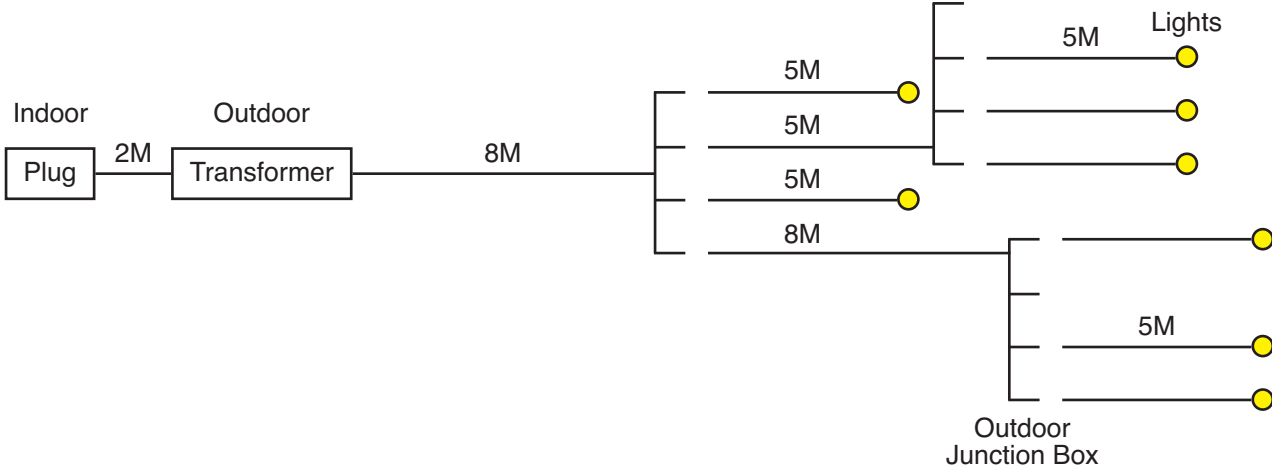 Lights
5M
5M
Indoor
Outdoor
5M
Plug
2M
Transformer
8M
5M
8M
5M
Outdoor
Junction Box